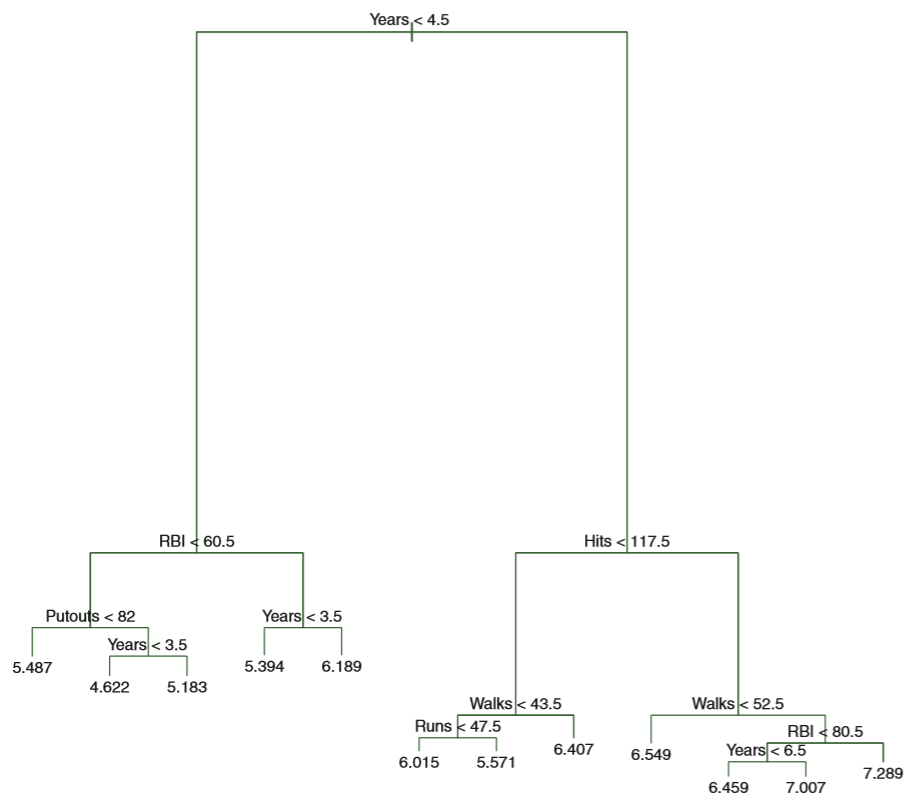 Years < 4.5
RBI < 60.5
Hits < 117.5
Putouts < 82
Years < 3.5
Years < 3.5
5.487
4.622
5.183
5.394
6.189
Walks < 43.5
Walks < 52.5
Runs < 47.5
RBI < 80.5
6.015
5.571
6.407
6.549
Years < 6.5
6.459
7.007
7.289